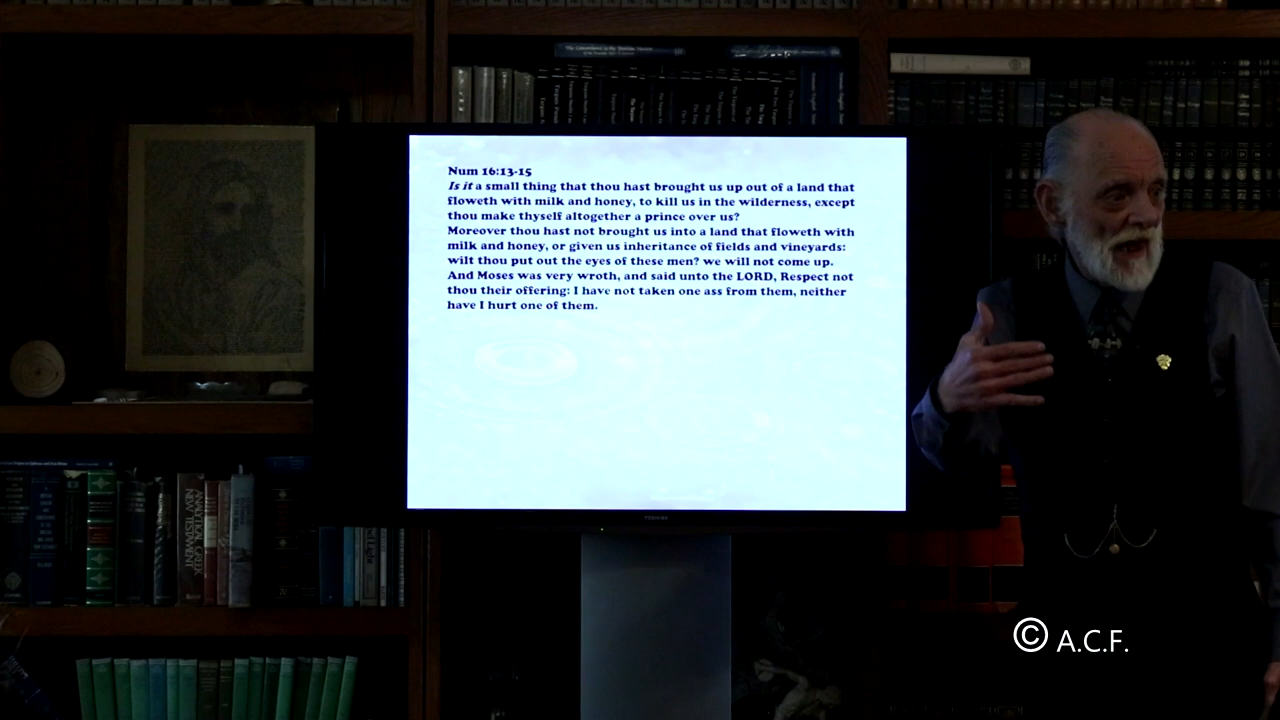 Num 16:13-15
Is it a small thing that thou hast brought us up out of a land that
floweth with milk and honey, to kill us in the wilderness, except
thou make thyself altogether a prince over us?
Moreover thou hast not brought us into a land that floweth with
milk and honey, or given us inheritance of fields and vineyards:
wilt thou put out the eyes of these men? we will not come up.
And Moses was very wroth, and said unto the LORD, Respect not
thou their offering: I have not taken one ass from them, neither
have I hurt one of them.
TOSHIBA
ANALYTICAL GREEK
NEW TESTAMENT
© A.C.F.